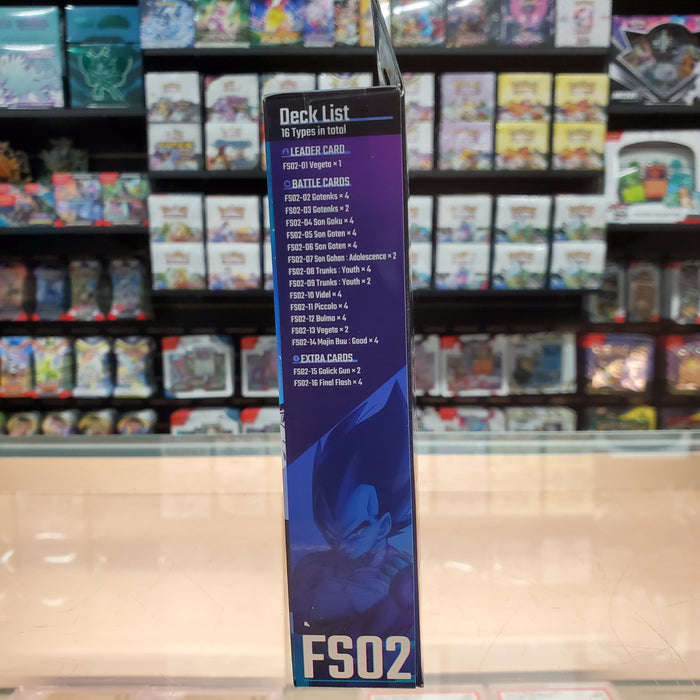 Deck List
16 Types in total
LEADER CARD
FS02-01 Vegeta × 1
BATTLE CARDS
FS02-02 Gotenks × 4
FS02-03 Gotenks × 2
FS02-04 Son Goku × 4
FS02-05 Son Goten × 4
FS02-06 Son Goten × 4
FS02-07 Son Gohan : Adolescence × 2
FS02-08 Trunks : Youth × 4
FS02-09 Trunks : Youth × 2
FS02-10 Videl × 4
FS02-11 Piccolo × 4
FS02-12 Bulma × 4
FS02-13 Vegeta × 2
FS02-14 Majin Buu : Good × 4
EXTRA CARDS
FS02-15 Galick Gun × 2
FS02-16 Final Flash × 4
FS02